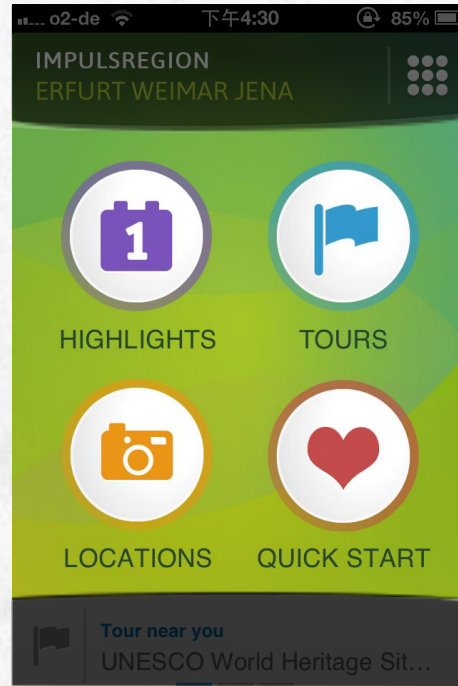 o2-de 下午4:30 85%
IMPULSREGION
ERFURT WEIMAR JENA
1
HIGHLIGHTS TOURS
LOCATIONS QUICK START
Tour near you
UNESCO World Heritage Sit...